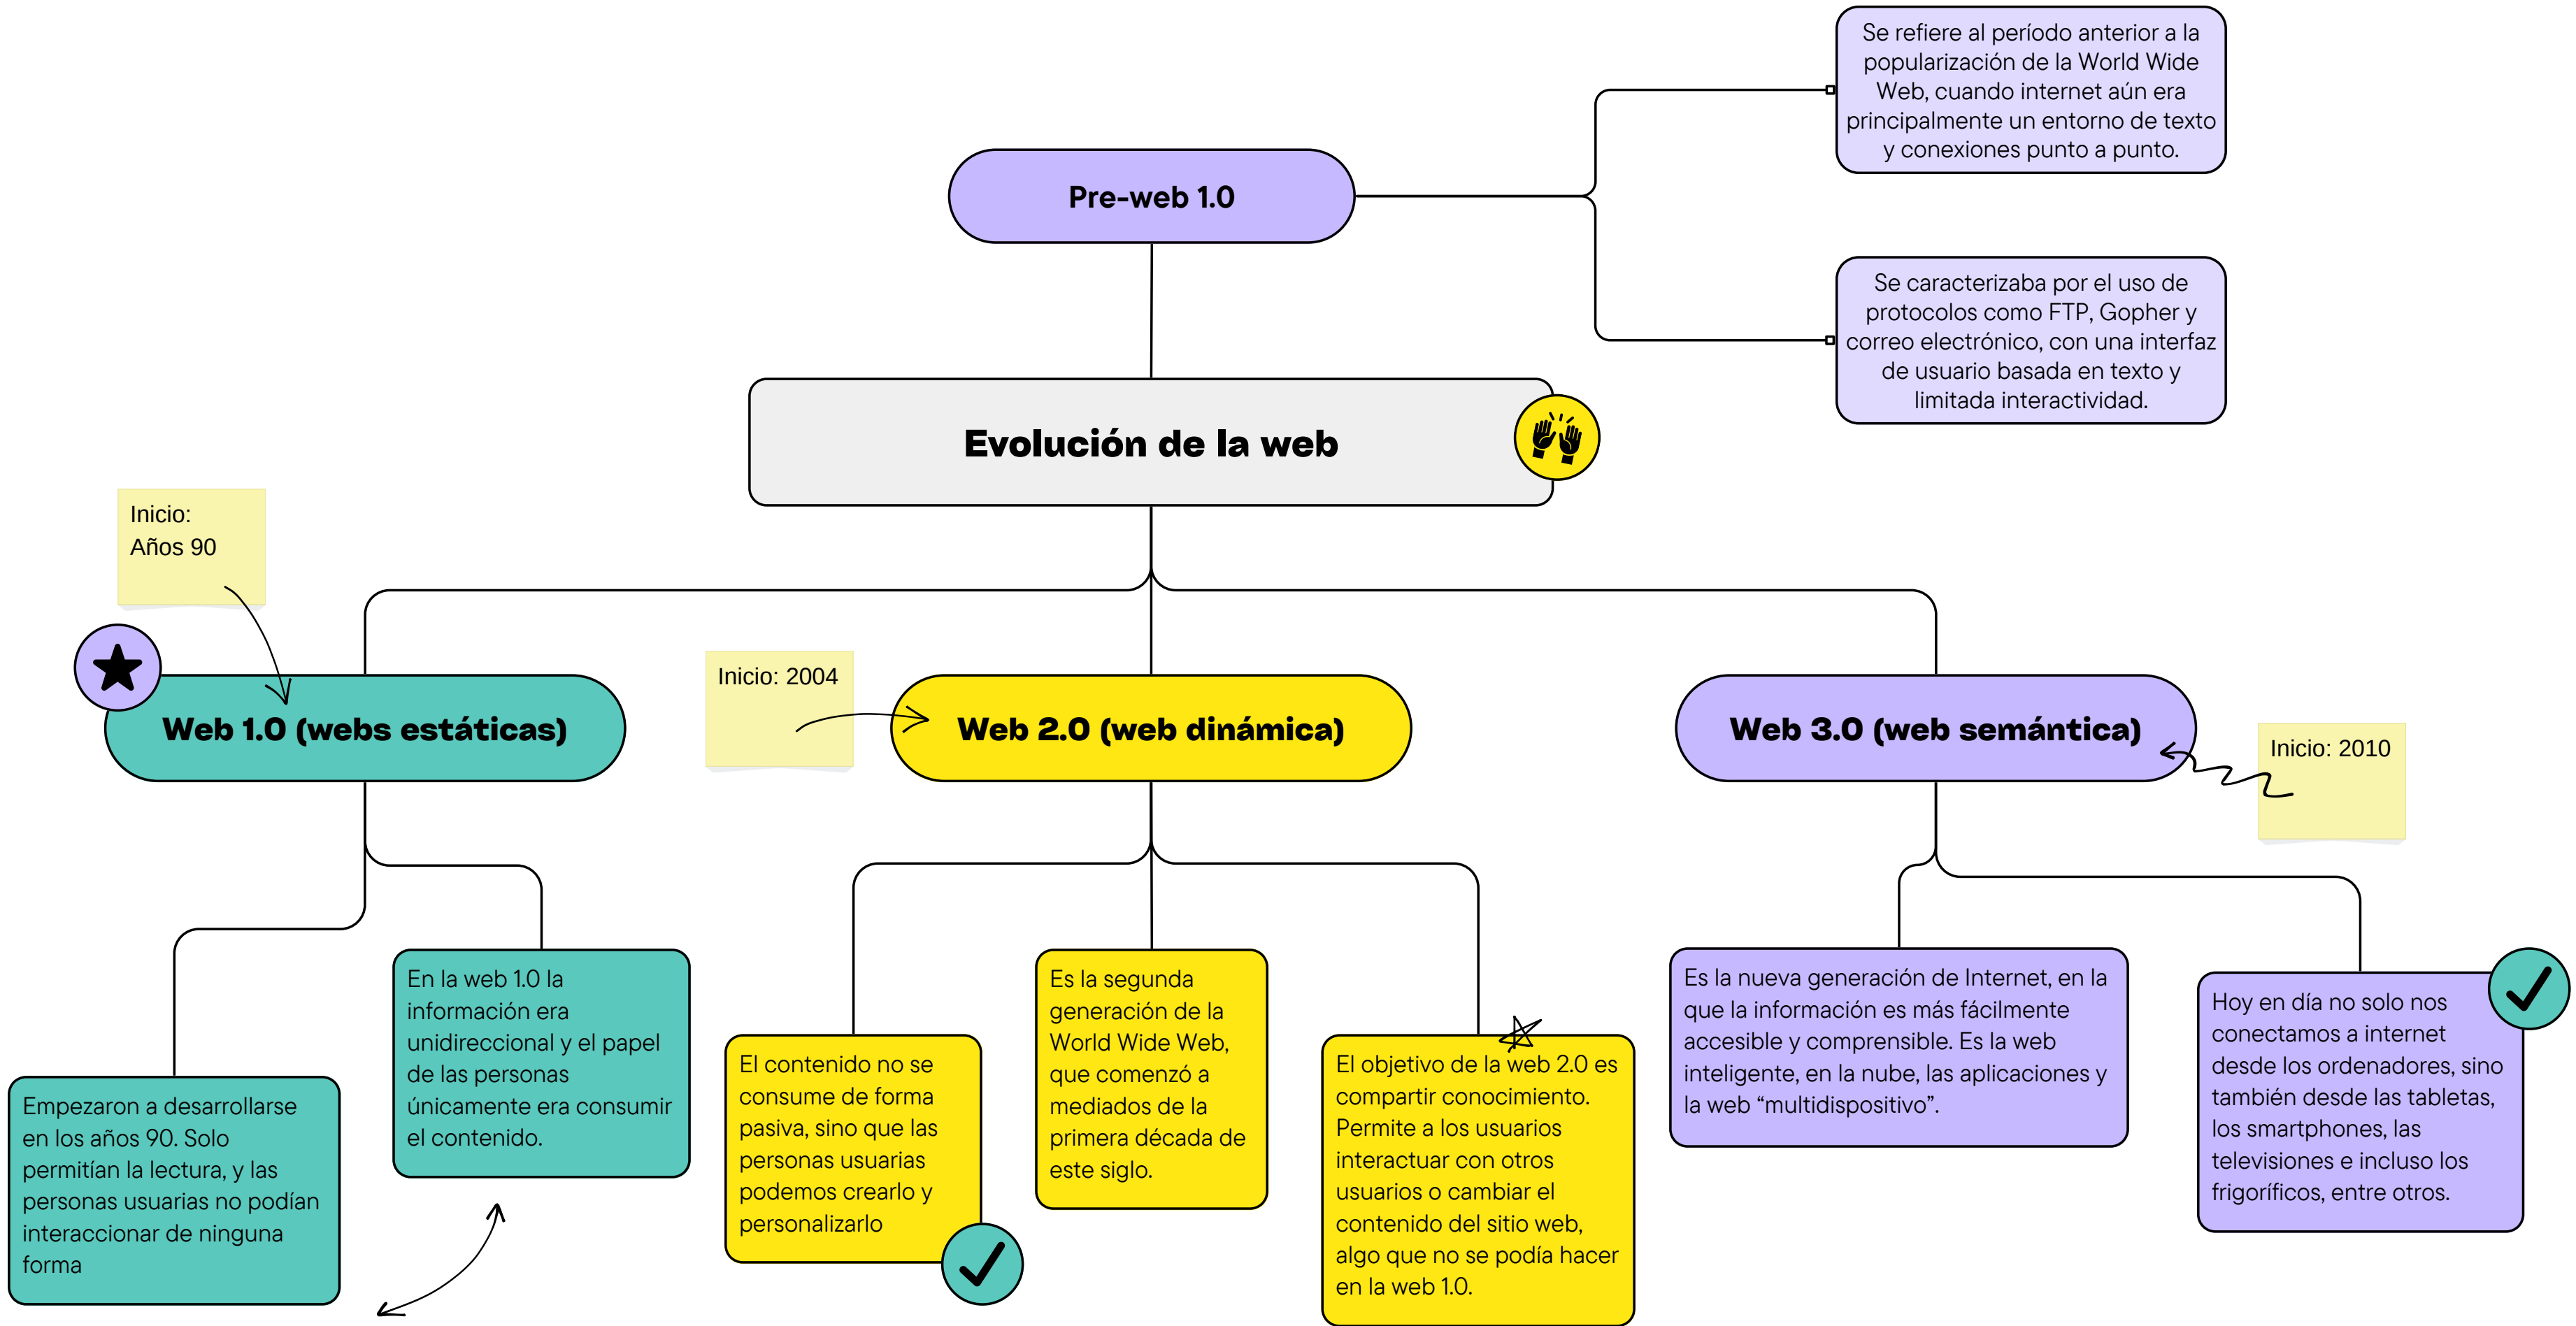 Se refiere al período anterior a la
popularización de la World Wide
Web, cuando internet aún era
principalmente un entorno de texto
y conexiones punto a punto.
Pre-web 1.0
Se caracterizaba por el uso de
protocolos como FTP, Gopher y
correo electrónico, con una interfaz
de usuario basada en texto y
limitada interactividad.
Evolución de la web
Inicio:
Años 90
Web 1.0 (webs estáticas)
Inicio: 2004
Web 2.0 (web dinámica)
Web 3.0 (web semántica)
Inicio: 2010
Empezaron a desarrollarse
en los años 90. Solo
permitían la lectura, y las
personas usuarias no podían
interaccionar de ninguna
forma
En la web 1.0 la
información era
unidireccional y el papel
de las personas
únicamente era consumir
el contenido.
El contenido no se
consume de forma
pasiva, sino que las
personas usuarias
podemos crearlo y
personalizarlo
Es la segunda
generación de la
World Wide Web,
que comenzó a
mediados de la
primera década de
este siglo.
El objetivo de la web 2.0 es
compartir conocimiento.
Permite a los usuarios
interactuar con otros
usuarios o cambiar el
contenido del sitio web,
algo que no se podía hacer
en la web 1.0.
Es la nueva generación de Internet, en la
que la información es más fácilmente
accesible y comprensible. Es la web
inteligente, en la nube, las aplicaciones y
la web “multidispositivo”.
Hoy en día no solo nos
conectamos a internet
desde los ordenadores, sino
también desde las tabletas,
los smartphones, las
televisiones e incluso los
frigoríficos, entre otros.